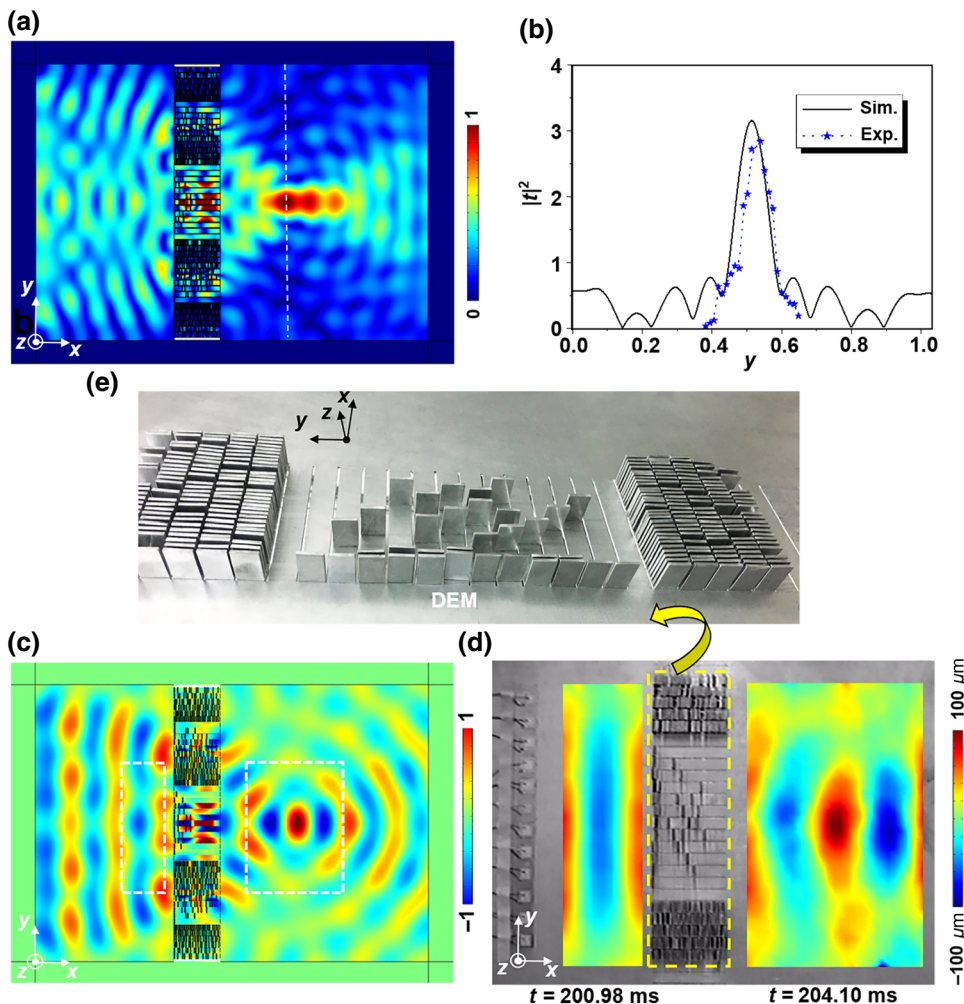 (a)
1
0
y
b
z
x
(b)
4
3
2
1
0
|t|²
Sim.
Exp.
0.0 0.2 0.4 0.6 0.8 1.0
y
(e)
x
z
y
DEM
(c)
1
−1
y
z
x
(d)
100 μm
−100 μm
y
z
x
t = 200.98 ms
t = 204.10 ms